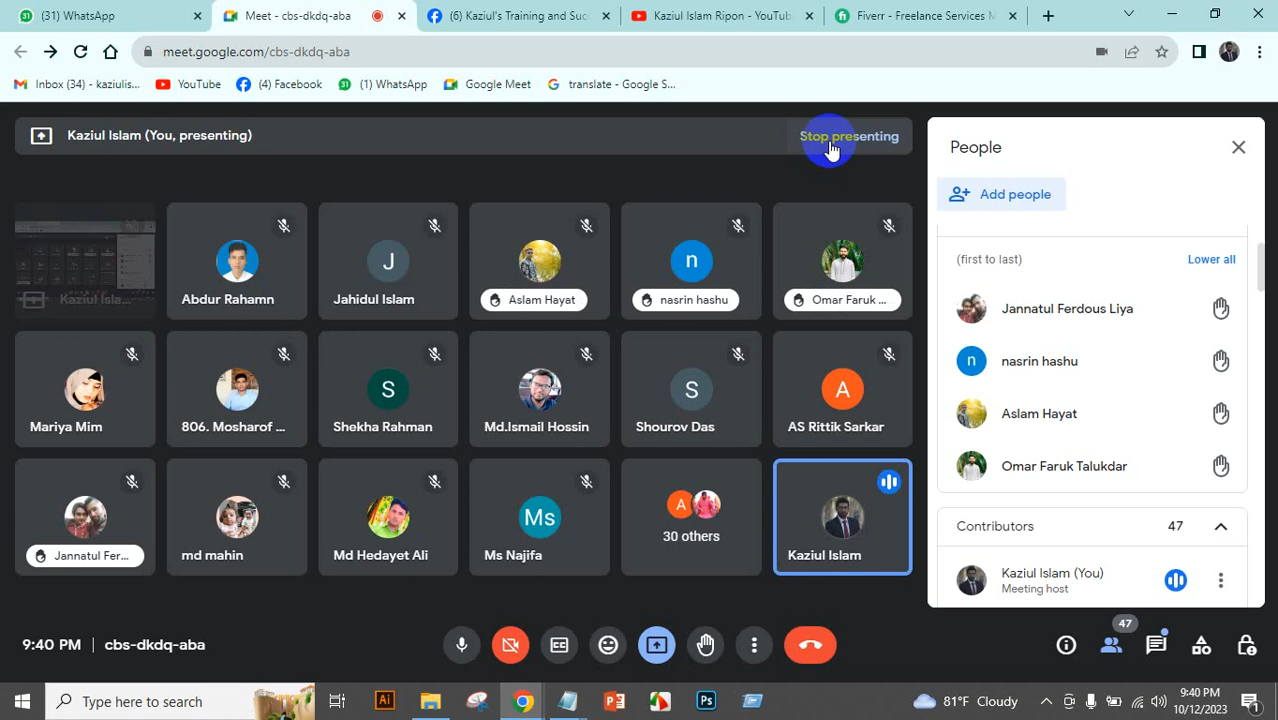 (31) WhatsApp
Meet - cbs-dkdq-aba
(6) Kaziul's Training and Suc
Kaziul Islam Ripon - YouTub
Fiverr - Freelance Services M
meet.google.com/cbs-dkdq-aba
Inbox (34) - kaziulis...
YouTube
(4) Facebook
(1) WhatsApp
Google Meet
translate - Google S...
Kaziul Islam (You, presenting)
Stop presenting
People
Add people
(first to last)
Lower all
Jannatul Ferdous Liya
nasrin hashu
Aslam Hayat
Omar Faruk Talukdar
Contributors
47
Kaziul Islam (You)
Meeting host
Kaziul Isla...
Abdur Rahamn
J
Jahidul Islam
Aslam Hayat
n
nasrin hashu
Omar Faruk ...
Mariya Mim
806. Mosharof ...
S
Shekha Rahman
Md.Ismail Hossin
S
Shourov Das
A
AS Rittik Sarkar
Jannatul Fer...
md mahin
Md Hedayet Ali
Ms
Ms Najifa
A
30 others
Kaziul Islam
9:40 PM | cbs-dkdq-aba
47
Type here to search
Ai
Ps
81°F Cloudy
9:40 PM
10/12/2023